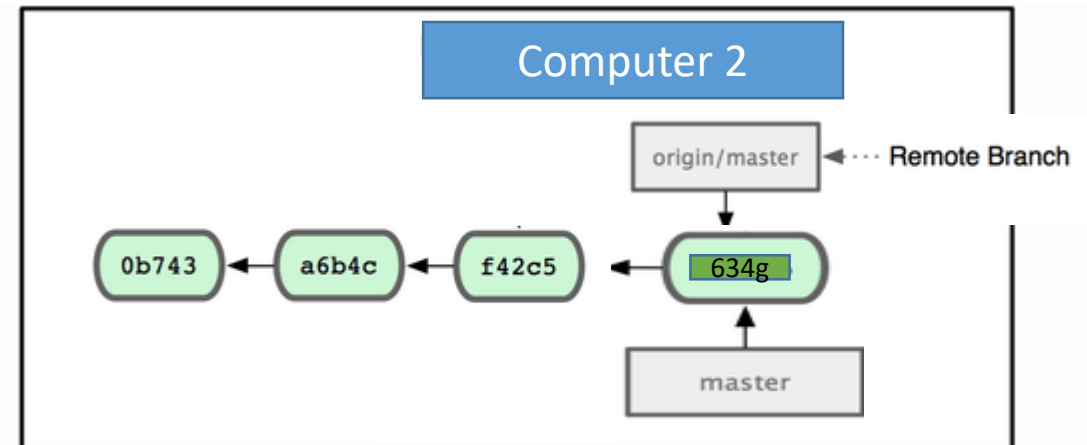 Computer 2
origin/master
Remote Branch
0b743
a6b4c
f42c5
634g
master